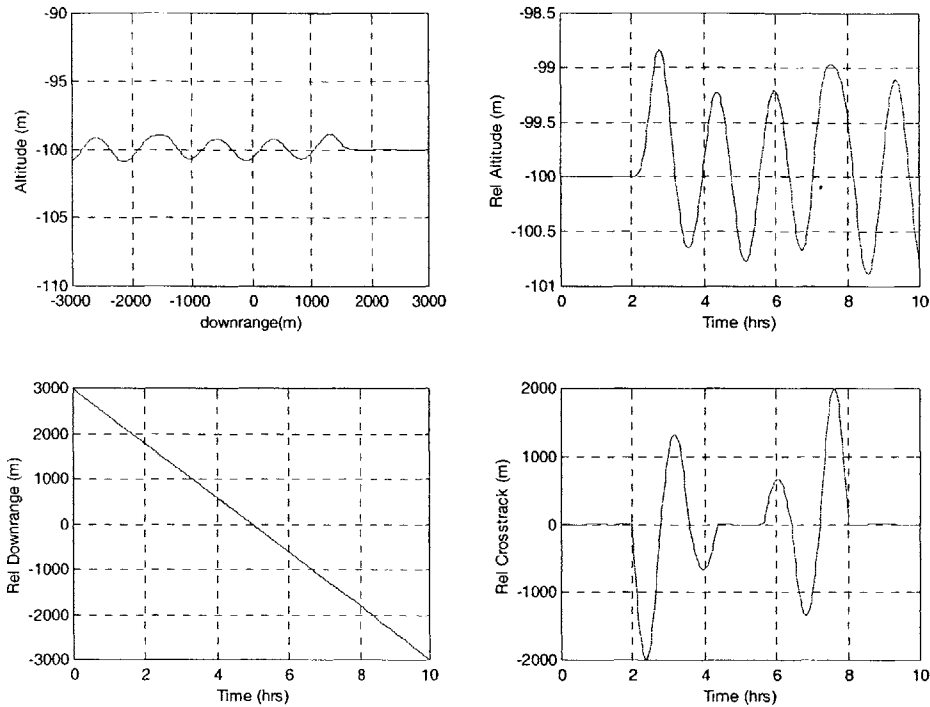 -90
-95
-100
-105
-110
Altitude (m)
-3000 -2000 -1000 0 1000 2000 3000
downrange(m)
-98.5
-99
-99.5
-100
-100.5
-101
Rel Altitude (m)
0 2 4 6 8 10
Time (hrs)
3000
2000
1000
0
-1000
-2000
-3000
Rel Downrange (m)
0 2 4 6 8 10
Time (hrs)
2000
1000
0
-1000
-2000
Rel Crosstrack (m)
0 2 4 6 8 10
Time (hrs)